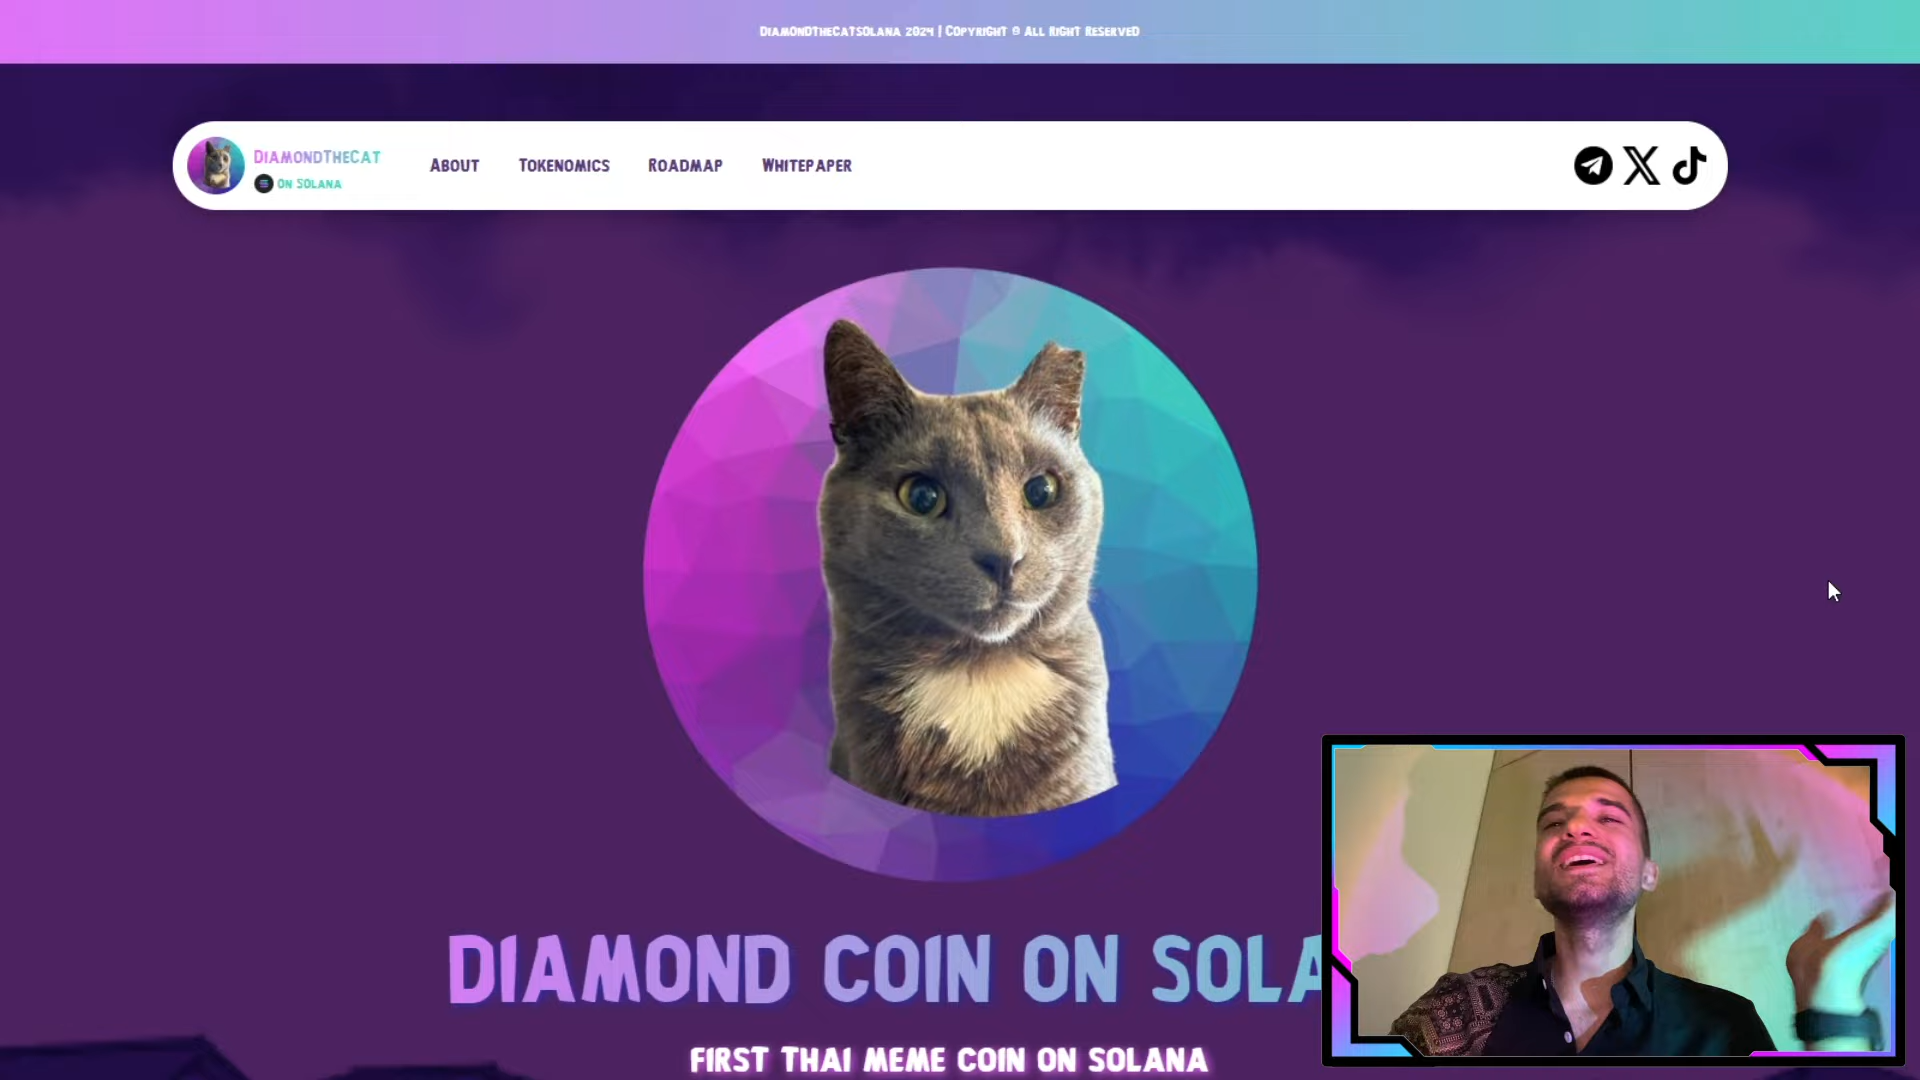 DiamondTheCatSolana 2024 | Copyright © All Right Reserved
DiamondTheCat
on Solana
About
Tokenomics
Roadmap
Whitepaper
DIAMOND COIN ON SOLA
FIRST THAI MEME COIN ON SOLANA